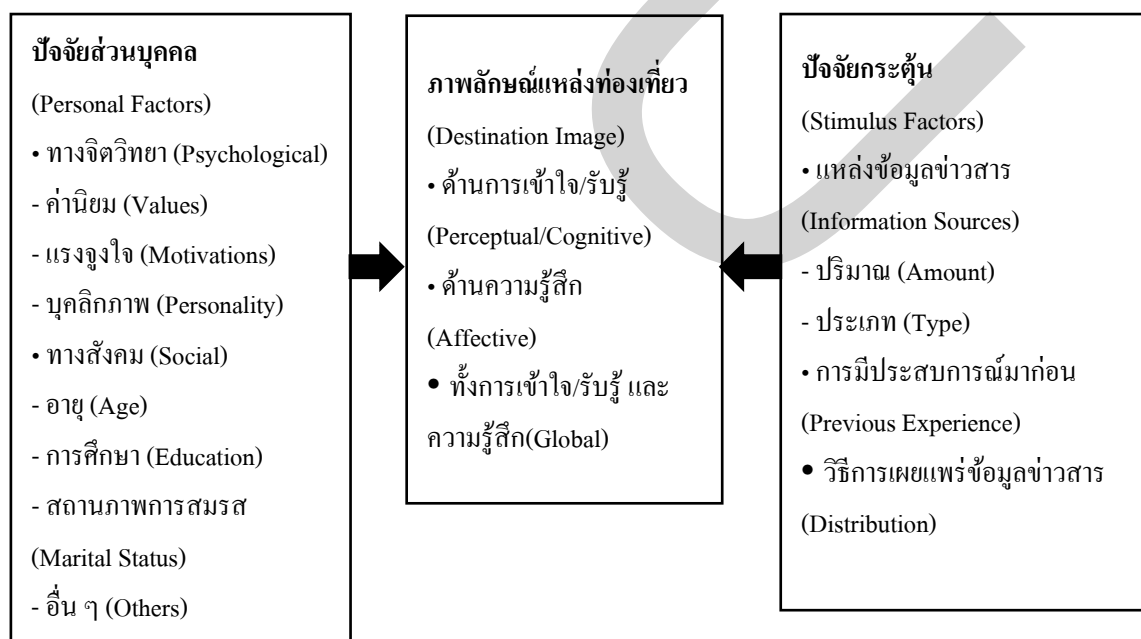 ปัจจัยส่วนบุคคล
(Personal Factors)
• ทางจิตวิทยา (Psychological)
- ค่านิยม (Values)
- แรงจูงใจ (Motivations)
- บุคลิกภาพ (Personality)
• ทางสังคม (Social)
- อายุ (Age)
- การศึกษา (Education)
- สถานภาพการสมรส
(Marital Status)
- อื่น ๆ (Others)
ภาพลักษณ์แหล่งท่องเที่ยว
(Destination Image)
• ด้านการเข้าใจ/รับรู้
(Perceptual/Cognitive)
• ด้านความรู้สึก
(Affective)
• ทั้งการเข้าใจ/รับรู้ และ
ความรู้สึก(Global)
ปัจจัยกระตุ้น
(Stimulus Factors)
• แหล่งข้อมูลข่าวสาร
(Information Sources)
- ปริมาณ (Amount)
- ประเภท (Type)
• การมีประสบการณ์มาก่อน
(Previous Experience)
• วิธีการเผยแพร่ข้อมูลข่าวสาร
(Distribution)